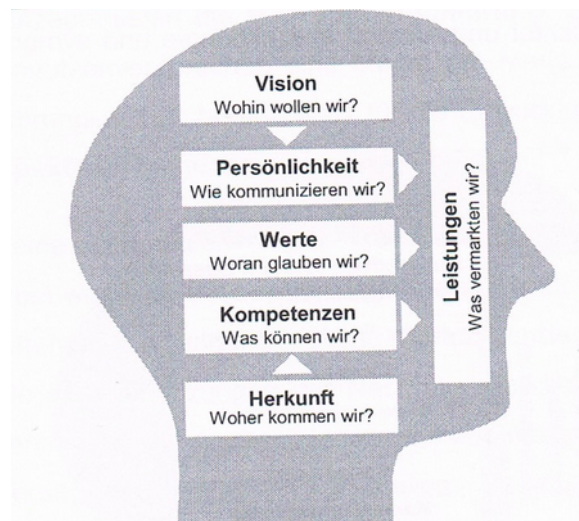 Vision
Wohin wollen wir?
Persönlichkeit
Wie kommunizieren wir?
Werte
Woran glauben wir?
Kompetenzen
Was können wir?
Herkunft
Woher kommen wir?
Leistungen
Was vermarkten wir?